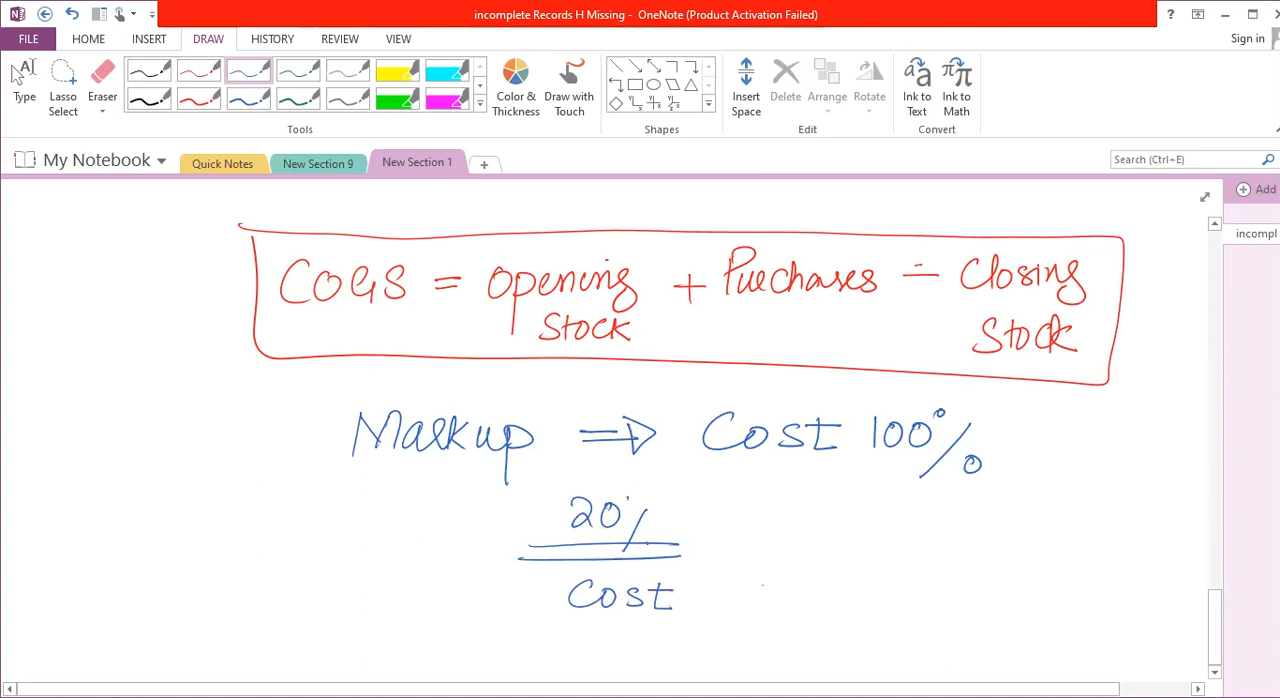 incomplete Records H Missing - OneNote (Product Activation Failed)
?
Sign in
FILE HOME INSERT DRAW HISTORY REVIEW VIEW
Type
Lasso Select
Eraser
Color & Thickness
Draw with Touch
Insert Space
Delete
Arrange
Rotate
Ink to Text
Ink to Math
Tools
Shapes
Edit
Convert
My Notebook
Quick Notes
New Section 9
New Section 1
Search (Ctrl+E)
Add
incompl
COGS = Opening Stock + Purchases - Closing Stock
Markup ⇒ Cost 100%
20%
Cost